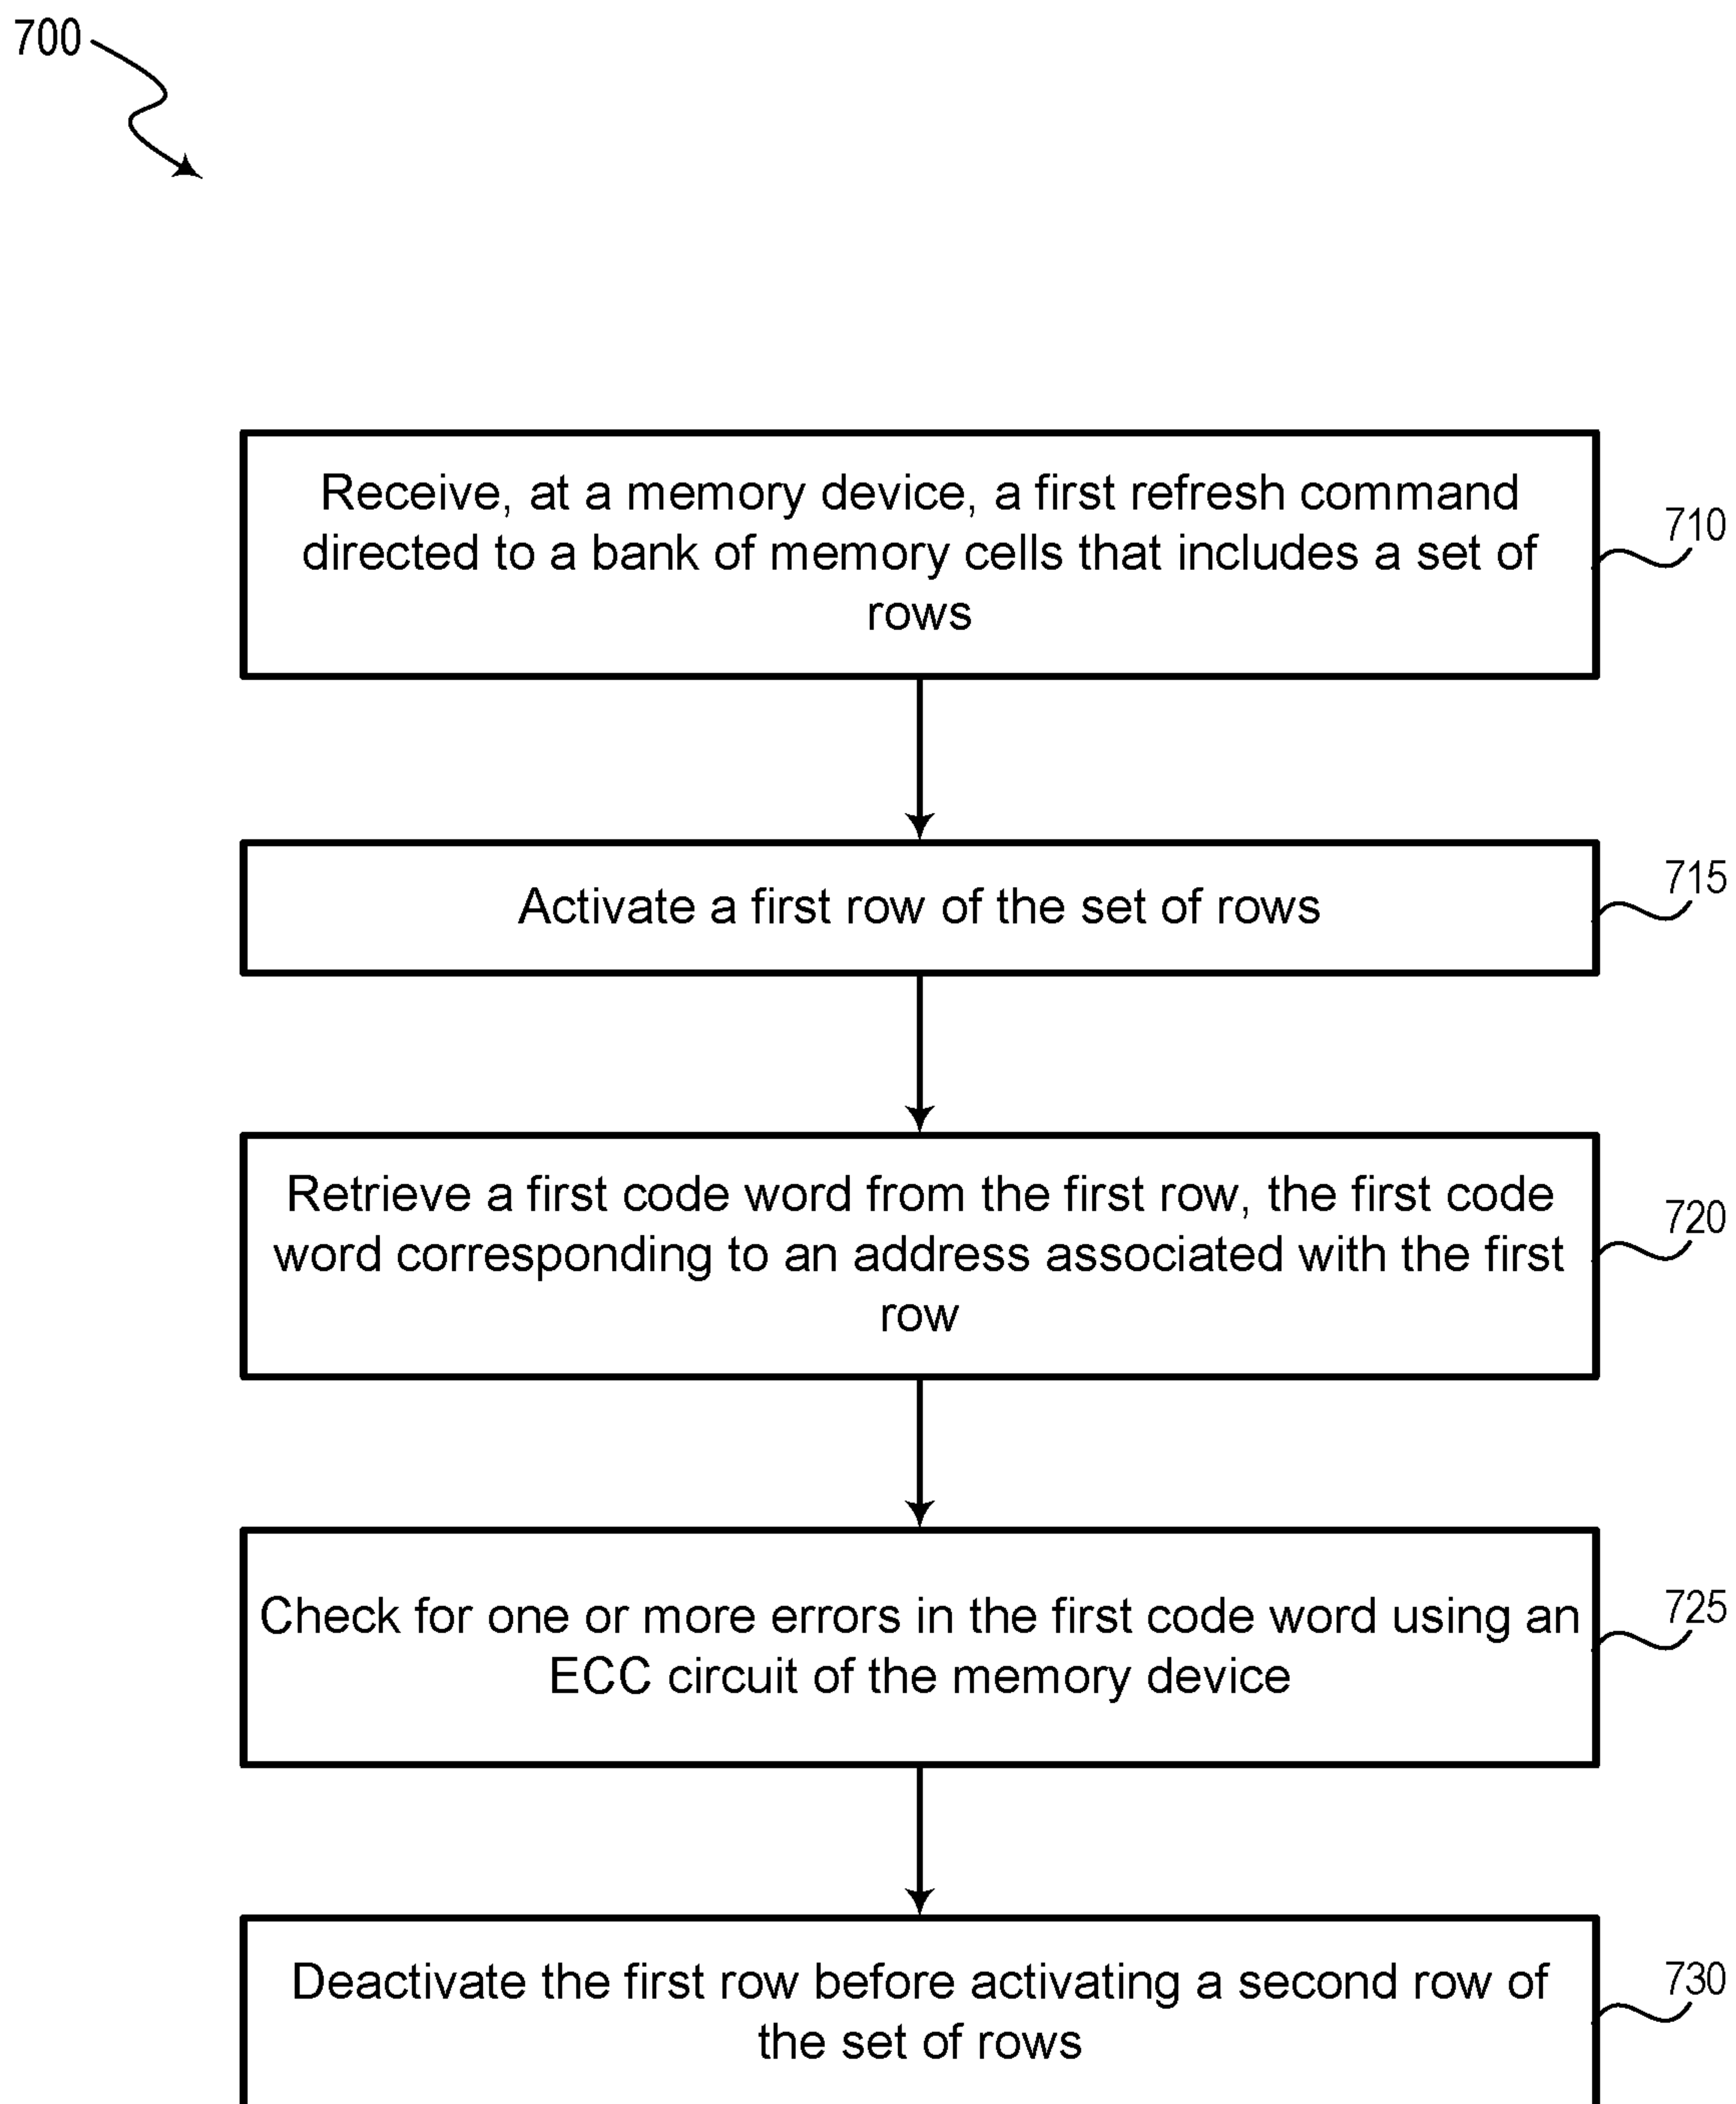 700
Receive, at a memory device, a first refresh command
directed to a bank of memory cells that includes a set of
rows
710
Activate a first row of the set of rows
715
Retrieve a first code word from the first row, the first code
word corresponding to an address associated with the first
row
720
Check for one or more errors in the first code word using an
ECC circuit of the memory device
725
Deactivate the first row before activating a second row of
the set of rows
730